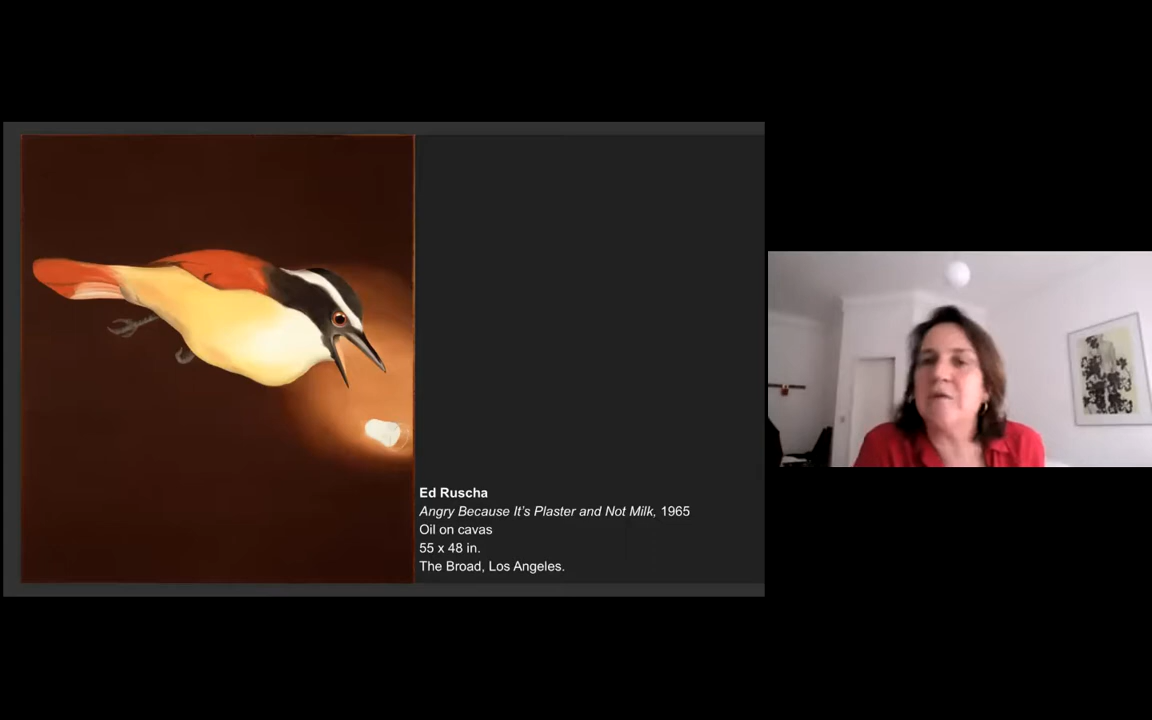 Ed Ruscha
Angry Because It's Plaster and Not Milk, 1965
Oil on cavas
55 x 48 in.
The Broad, Los Angeles.